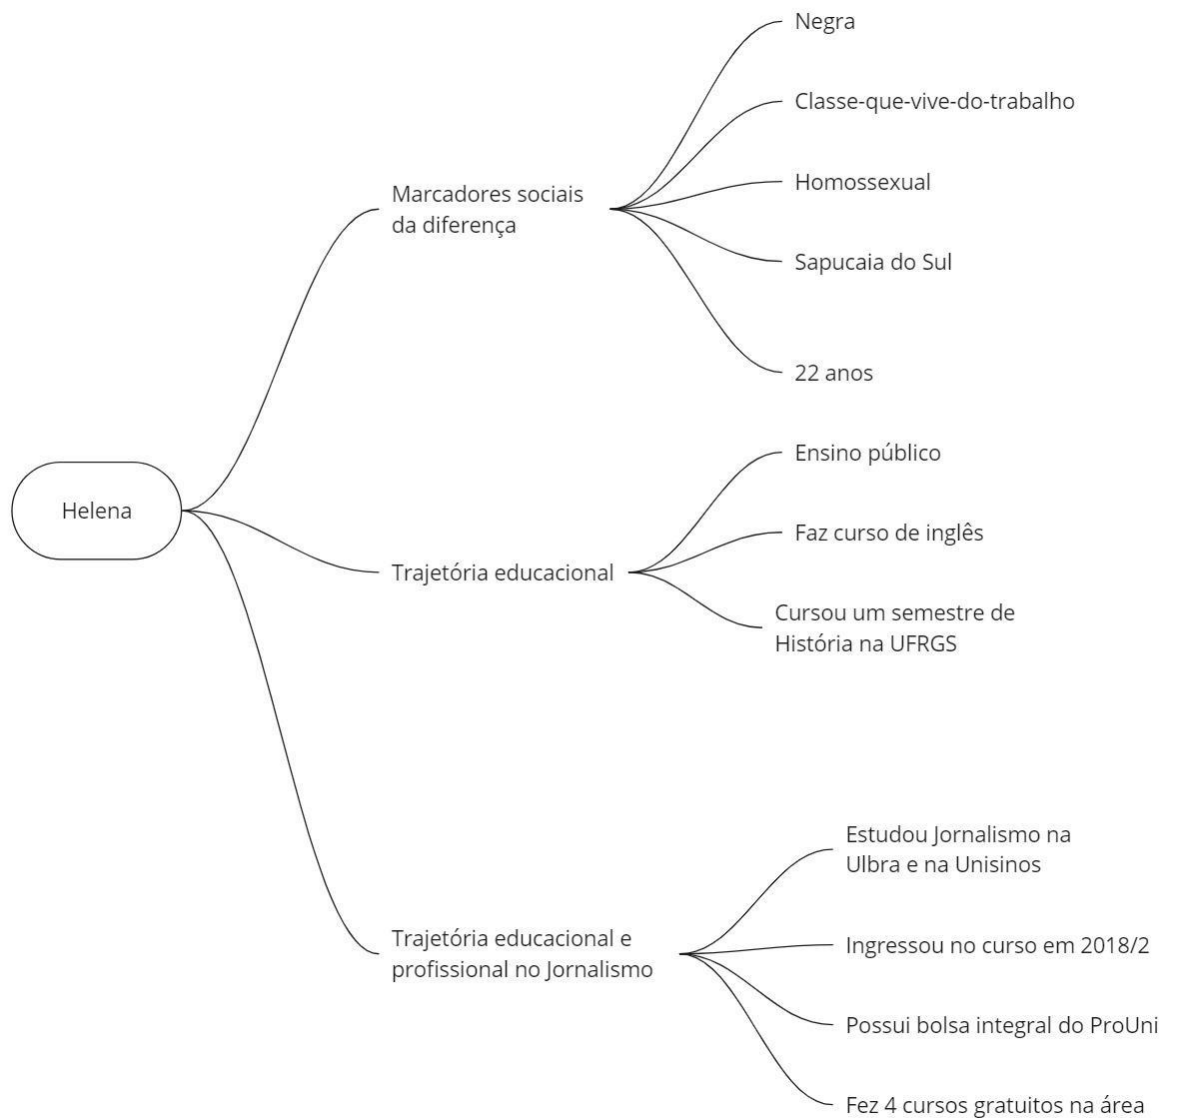 Negra
Classe-que-vive-do-trabalho
Homossexual
Marcadores sociais
da diferença
Sapucaia do Sul
22 anos
Ensino público
Helena
Faz curso de inglês
Trajetória educacional
Cursou um semestre de
História na UFRGS
Estudou Jornalismo na
Ulbra e na Unisinos
Trajetória educacional e
profissional no Jornalismo
Ingressou no curso em 2018/2
Possui bolsa integral do ProUni
Fez 4 cursos gratuitos na área